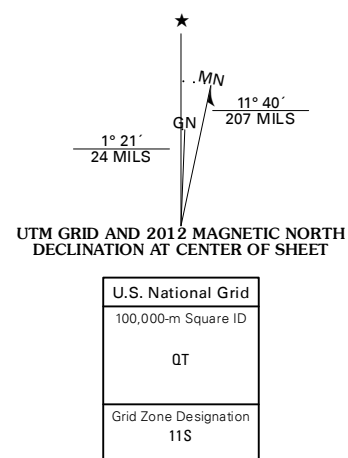 ★
MN
GN
11° 40´
207 MILS
1° 21´
24 MILS
UTM GRID AND 2012 MAGNETIC NORTH
DECLINATION AT CENTER OF SHEET
U.S. National Grid
100,000-m Square ID
QT
Grid Zone Designation
11S